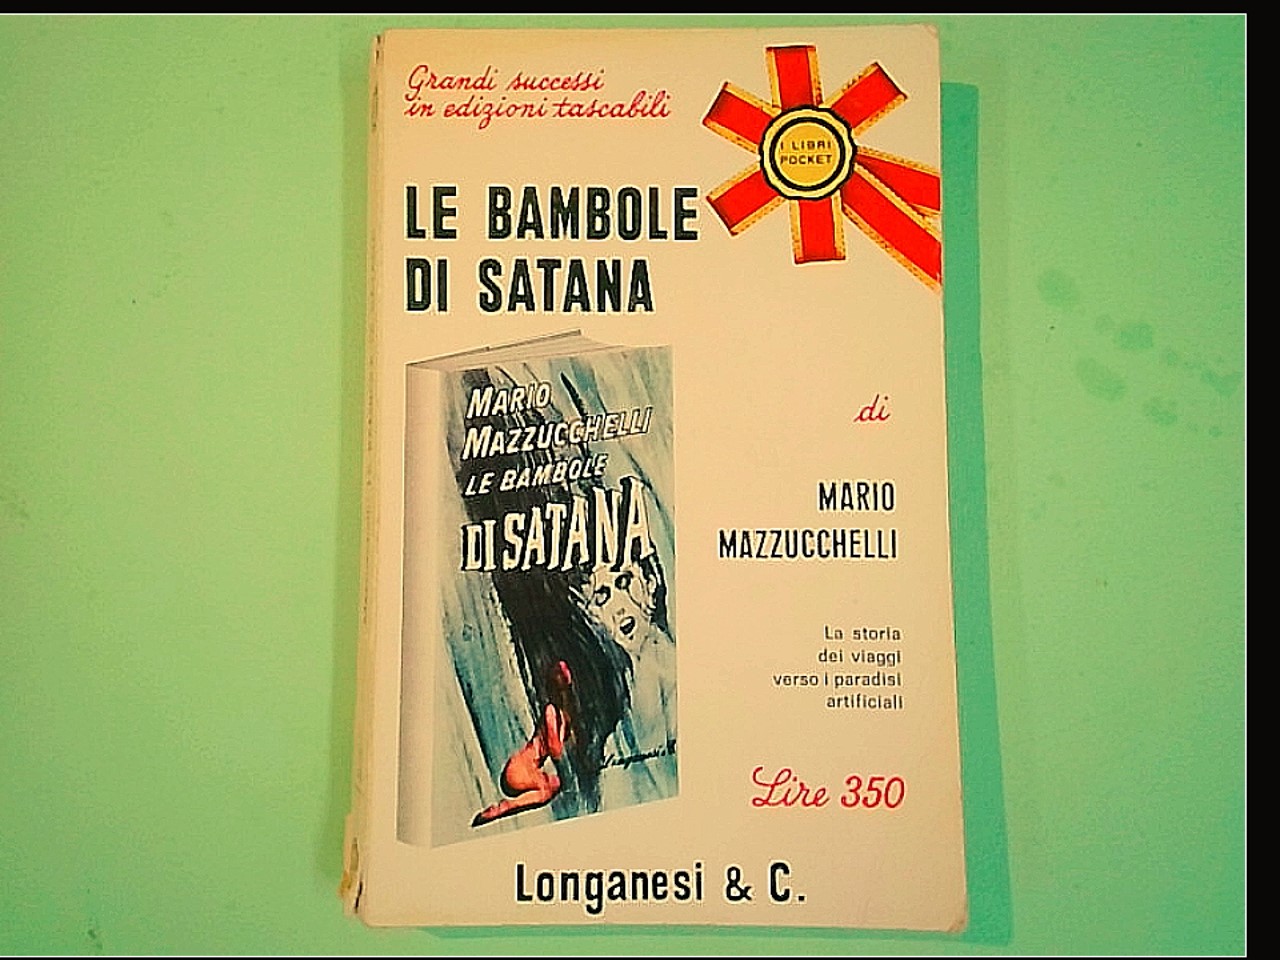 Grandi successi
in edizioni tascabili
I LIBRI
POCKET
LE BAMBOLE
DI SATANA
MARIO
MAZZUCCHELLI
LE BAMBOLE
DI SATANA
di
MARIO
MAZZUCCHELLI
La storia
dei viaggi
verso i paradisi
artificiali
Lire 350
Longanesi & C.